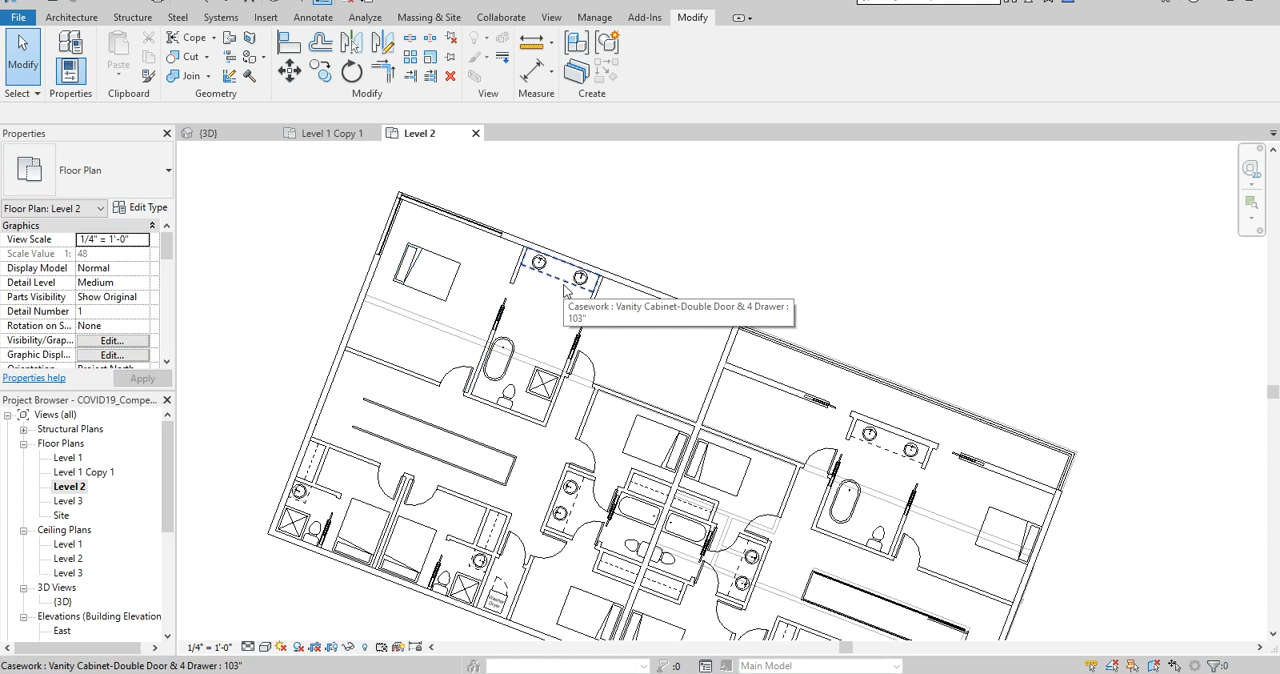 File Architecture Structure Steel Systems Insert Annotate Analyze Massing & Site Collaborate View Manage Add-Ins Modify
Cope
Cut
Join
Modify
Paste
Select Properties Clipboard Geometry Modify View Measure Create
:0
Properties
{3D} Level 1 Copy 1 Level 2
Floor Plan
Floor Plan: Level 2 Edit Type
Graphics
View Scale 1/4" = 1'-0"
Scale Value 1: 48
Display Model Normal
Detail Level Medium
Parts Visibility Show Original
Detail Number 1
Rotation on S... None
Visibility/Grap... Edit...
Graphic Displ... Edit...
Properties help Apply
Project Browser - COVID19_Compe...
Views (all)
Structural Plans
Floor Plans
Level 1
Level 1 Copy 1
Level 2
Level 3
Site
Ceiling Plans
Level 1
Level 2
Level 3
3D Views
{3D}
Elevations (Building Elevation
East
Casework : Vanity Cabinet-Double Door & 4 Drawer :
103"
2D
1/4" = 1'-0"
Casework : Vanity Cabinet-Double Door & 4 Drawer : 103"
:0 Main Model :0